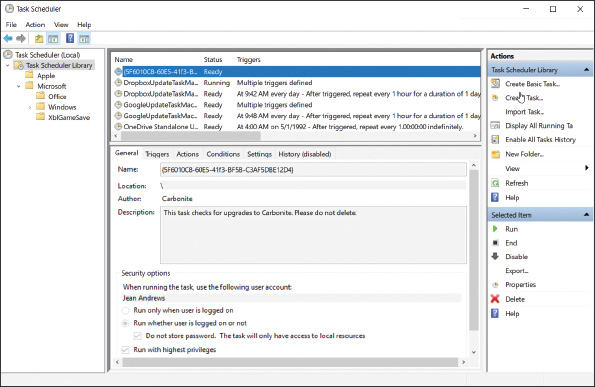 Task Scheduler
File Action View Help
Task Scheduler (Local)
Task Scheduler Library
Apple
Microsoft
Office
Windows
XblGameSave
Name Status Triggers
{5F6010C8-60E5-41f3-B... Ready
DropboxUpdateTaskMac... Running Multiple triggers defined
DropboxUpdateTaskMac... Ready At 9:42 AM every day - After triggered, repeat every 1 hour for a duration of 1 day
GoogleUpdateTaskMac... Ready Multiple triggers defined
GoogleUpdateTaskMac... Ready At 9:48 AM every day - After triggered, repeat every 1 hour for a duration of 1 day
OneDrive Standalone U... Ready At 4:00 AM on 5/1/1992 - After triggered, repeat every 1.00:00:00 indefinitely.
General Triggers Actions Conditions Settings History (disabled)
Name: {5F6010C8-60E5-41f3-BF5B-C3AF5DBE12D4}
Location: \
Author: Carbonite
Description: This task checks for upgrades to Carbonite. Please do not delete.
Security options
When running the task, use the following user account:
Jean Andrews
Run only when user is logged on
Run whether user is logged on or not
Do not store password. The task will only have access to local resources
Run with highest privileges
Actions
Task Scheduler Library
Create Basic Task...
Create Task...
Import Task...
Display All Running Ta
Enable All Tasks History
New Folder...
View
Refresh
Help
Selected Item
Run
End
Disable
Export...
Properties
Delete
Help